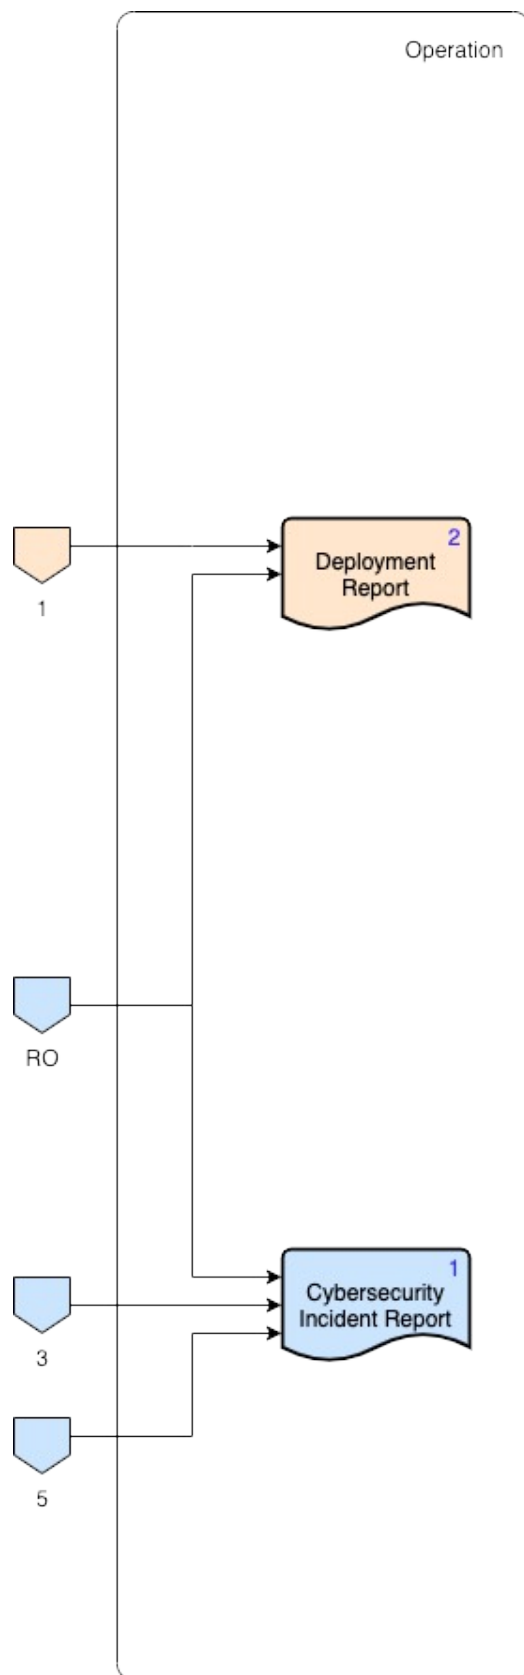 Operation
2
Deployment
Report
1
RO
1
Cybersecurity
Incident Report
3
5